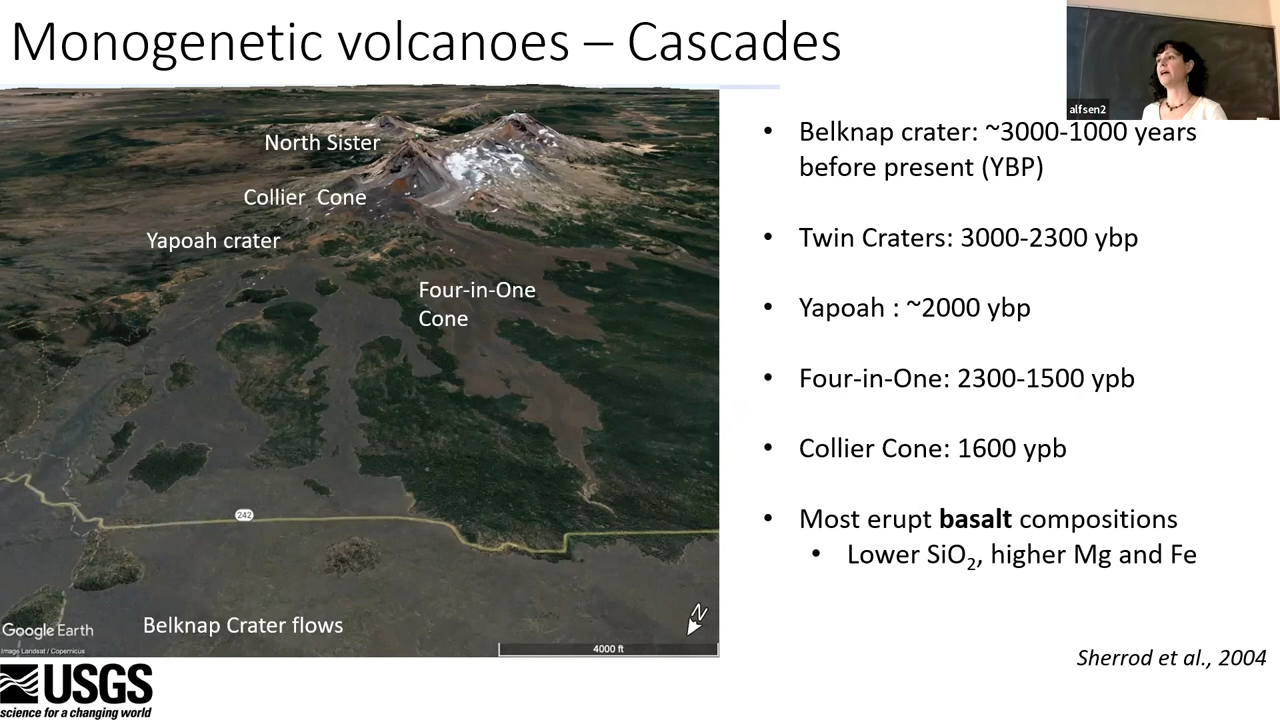 Monogenetic volcanoes – Cascades
alfsen2
North Sister
Collier Cone
Yapoah crater
Four-in-One
Cone
242
Belknap Crater flows
Google Earth
Image Landsat / Copernicus
N
4000 ft
• Belknap crater: ~3000-1000 years
before present (YBP)
• Twin Craters: 3000-2300 ybp
• Yapoah : ~2000 ybp
• Four-in-One: 2300-1500 ypb
• Collier Cone: 1600 ypb
• Most erupt basalt compositions
• Lower SiO₂, higher Mg and Fe
Sherrod et al., 2004
USGS
science for a changing world